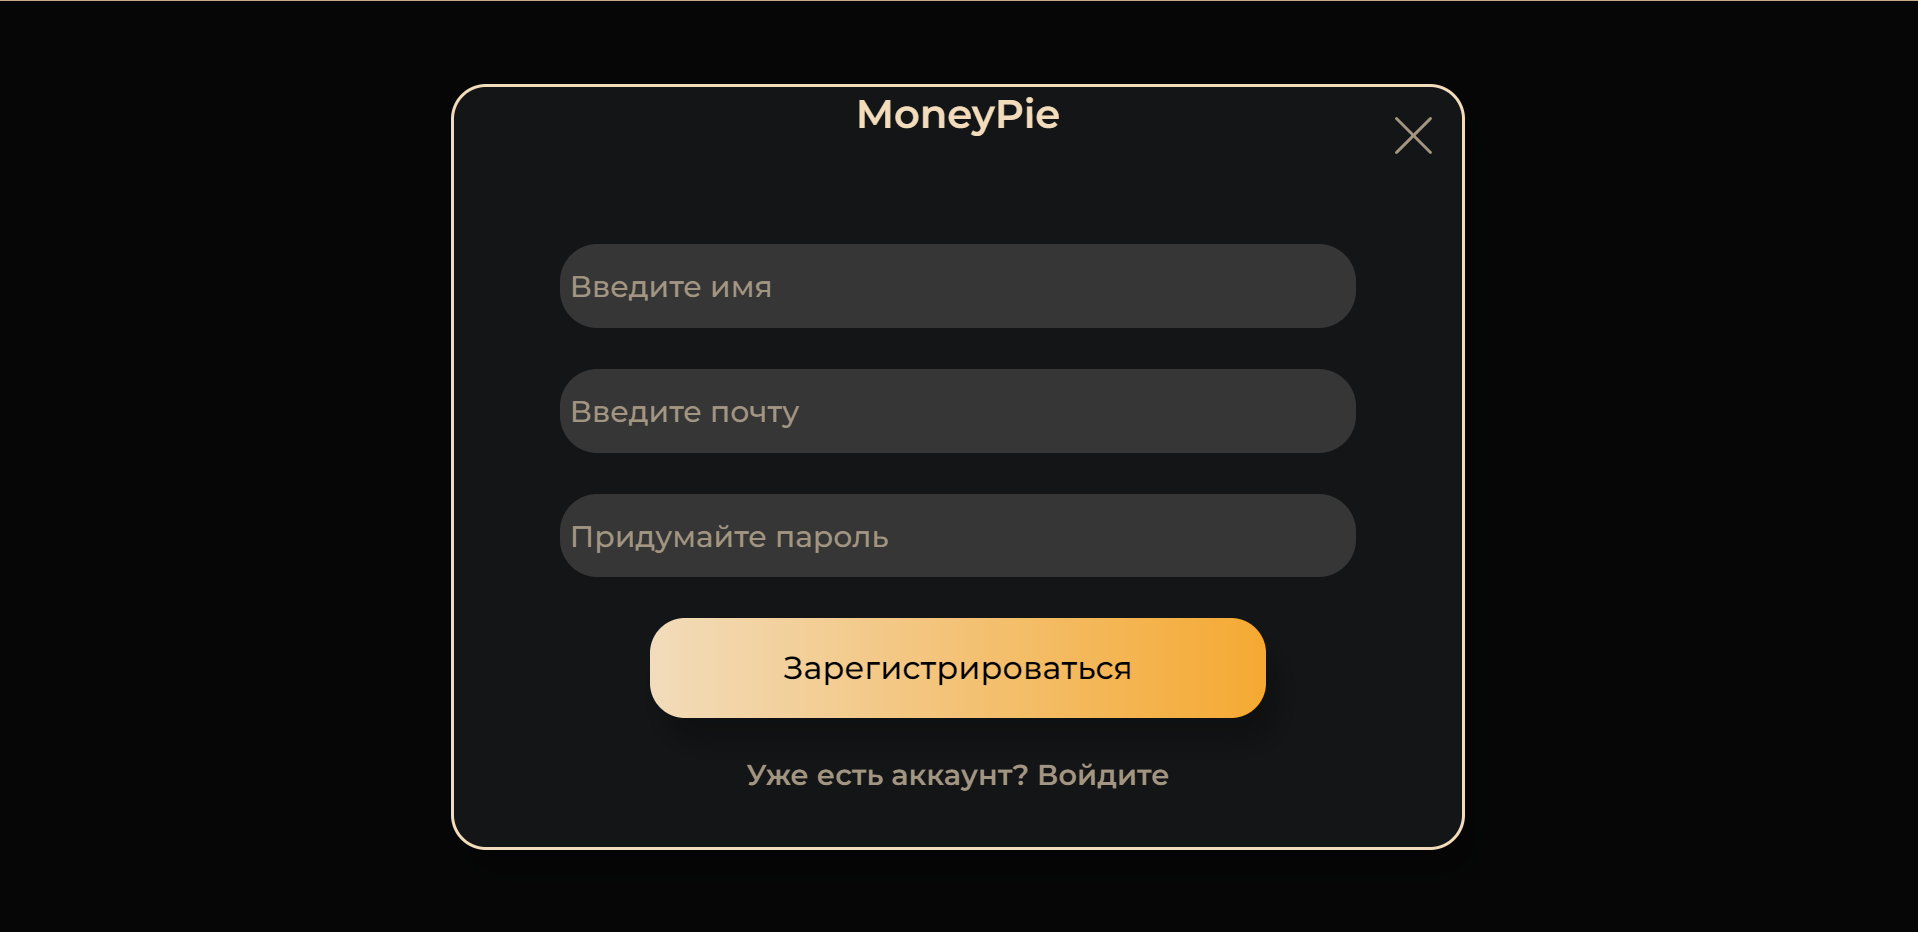 MoneyPie
Введите имя
Введите почту
Придумайте пароль
Зарегистрироваться
Уже есть аккаунт? Войдите